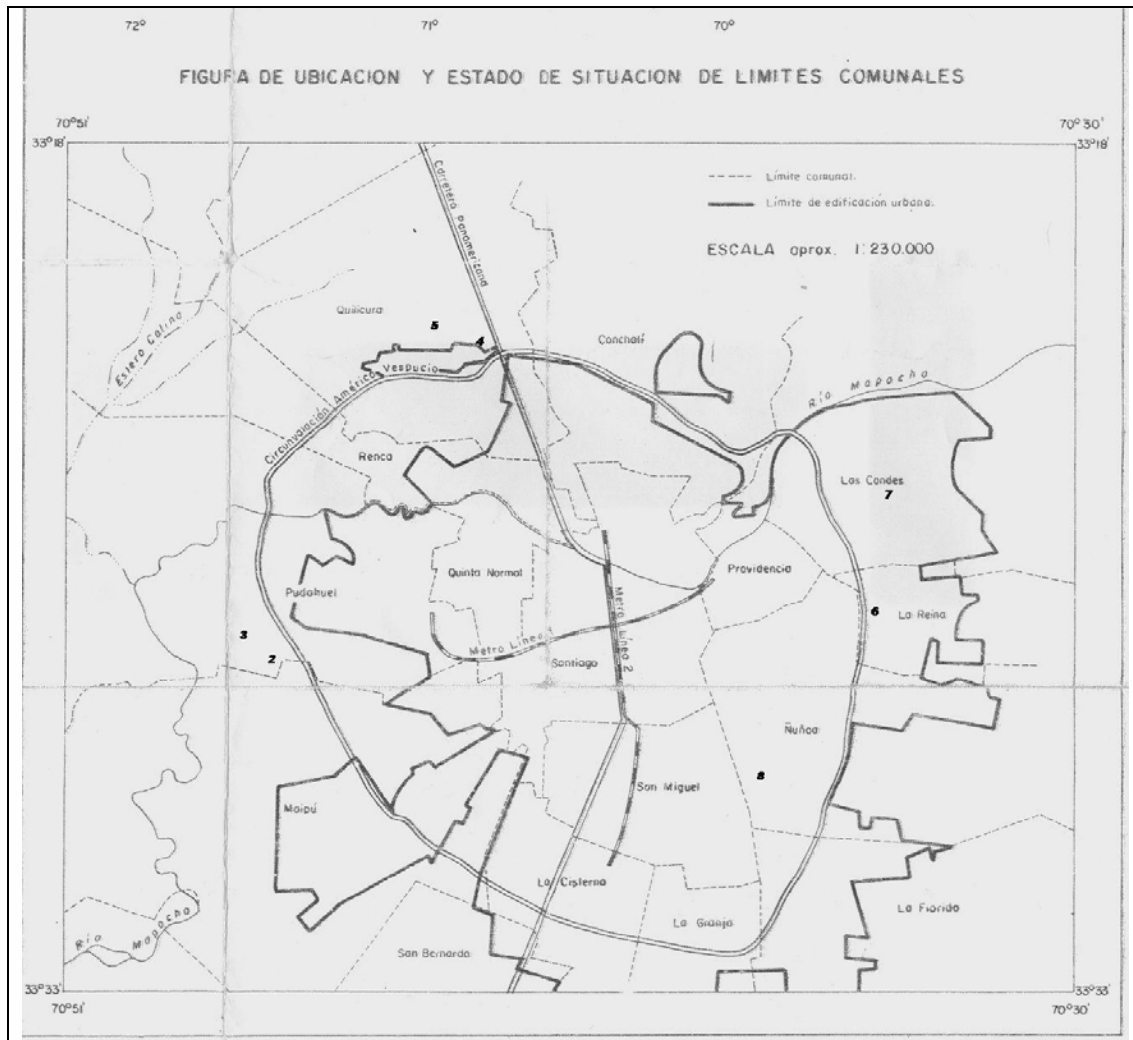 72° 71° 70°
FIGURA DE UBICACION Y ESTADO DE SITUACION DE LIMITES COMUNALES
70°51' 70°30'
33°18' 33°18'
Carretera Panamericana
Límite comunal.
Límite de edificación urbana.
ESCALA aprox. 1:230.000
Estero Colina
Quilicura
5
4
Conchalí
Circunvalación Américo Vespucio
Río Mapocho
Renca
Las Condes
7
Quinta Normal
Providencia
Pudahuel
Metro Línea 2
6
La Reina
3
2
Metro Línea 1
Santiago
Ñuñoa
8
San Miguel
Maipú
La Cisterna
La Granja
La Florida
Río Mapocho
San Bernardo
33°33' 33°33'
70°51' 70°30'